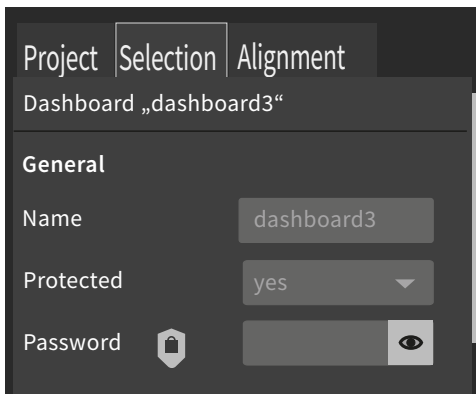 Project Selection Alignment
Dashboard „dashboard3“
General
Name dashboard3
Protected yes
Password